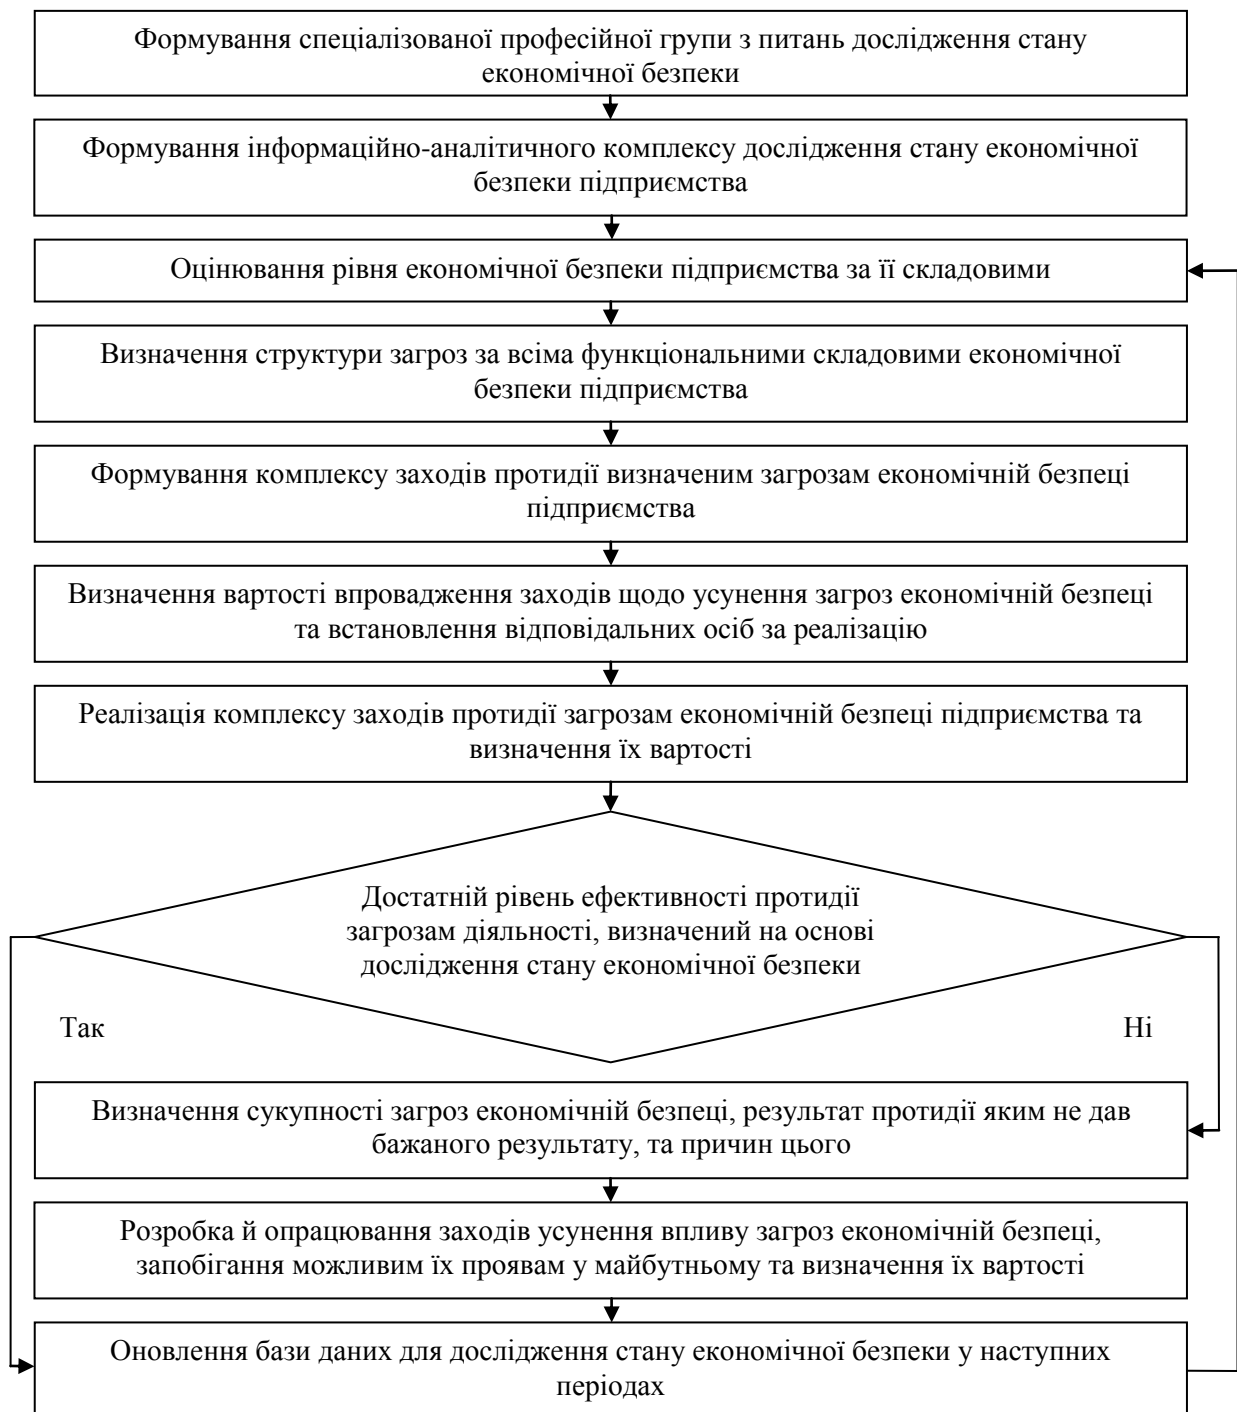 Формування спеціалізованої професійної групи з питань дослідження стану
економічної безпеки
Формування інформаційно-аналітичного комплексу дослідження стану економічної
безпеки підприємства
Оцінювання рівня економічної безпеки підприємства за її складовими
Визначення структури загроз за всіма функціональними складовими економічної
безпеки підприємства
Формування комплексу заходів протидії визначеним загрозам економічній безпеці
підприємства
Визначення вартості впровадження заходів щодо усунення загроз економічній безпеці
та встановлення відповідальних осіб за реалізацію
Реалізація комплексу заходів протидії загрозам економічній безпеці підприємства та
визначення їх вартості
Достатній рівень ефективності протидії
загрозам діяльності, визначений на основі
дослідження стану економічної безпеки
Так
Ні
Визначення сукупності загроз економічній безпеці, результат протидії яким не дав
бажаного результату, та причин цього
Розробка й опрацювання заходів усунення впливу загроз економічній безпеці,
запобігання можливим їх проявам у майбутньому та визначення їх вартості
Оновлення бази даних для дослідження стану економічної безпеки у наступних
періодах